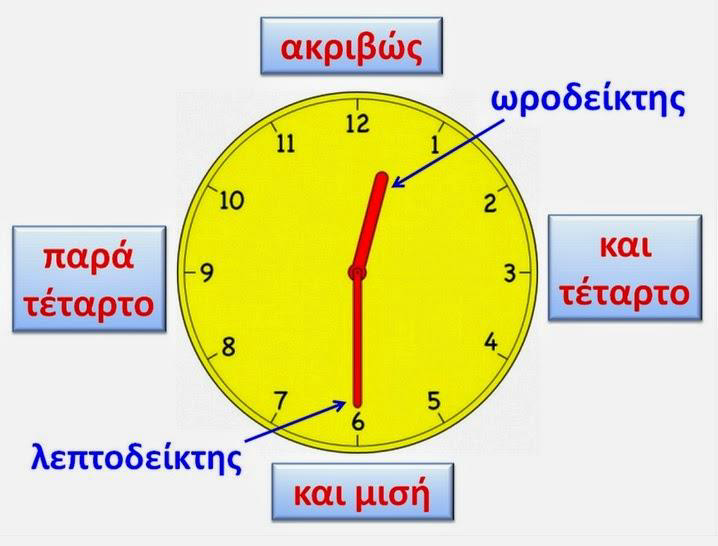 ακριβώς
ωροδείκτης
12
11
1
10
2
παρά
τέταρτο
9
3
και
τέταρτο
8
4
7
5
6
λεπτοδείκτης
και μισή